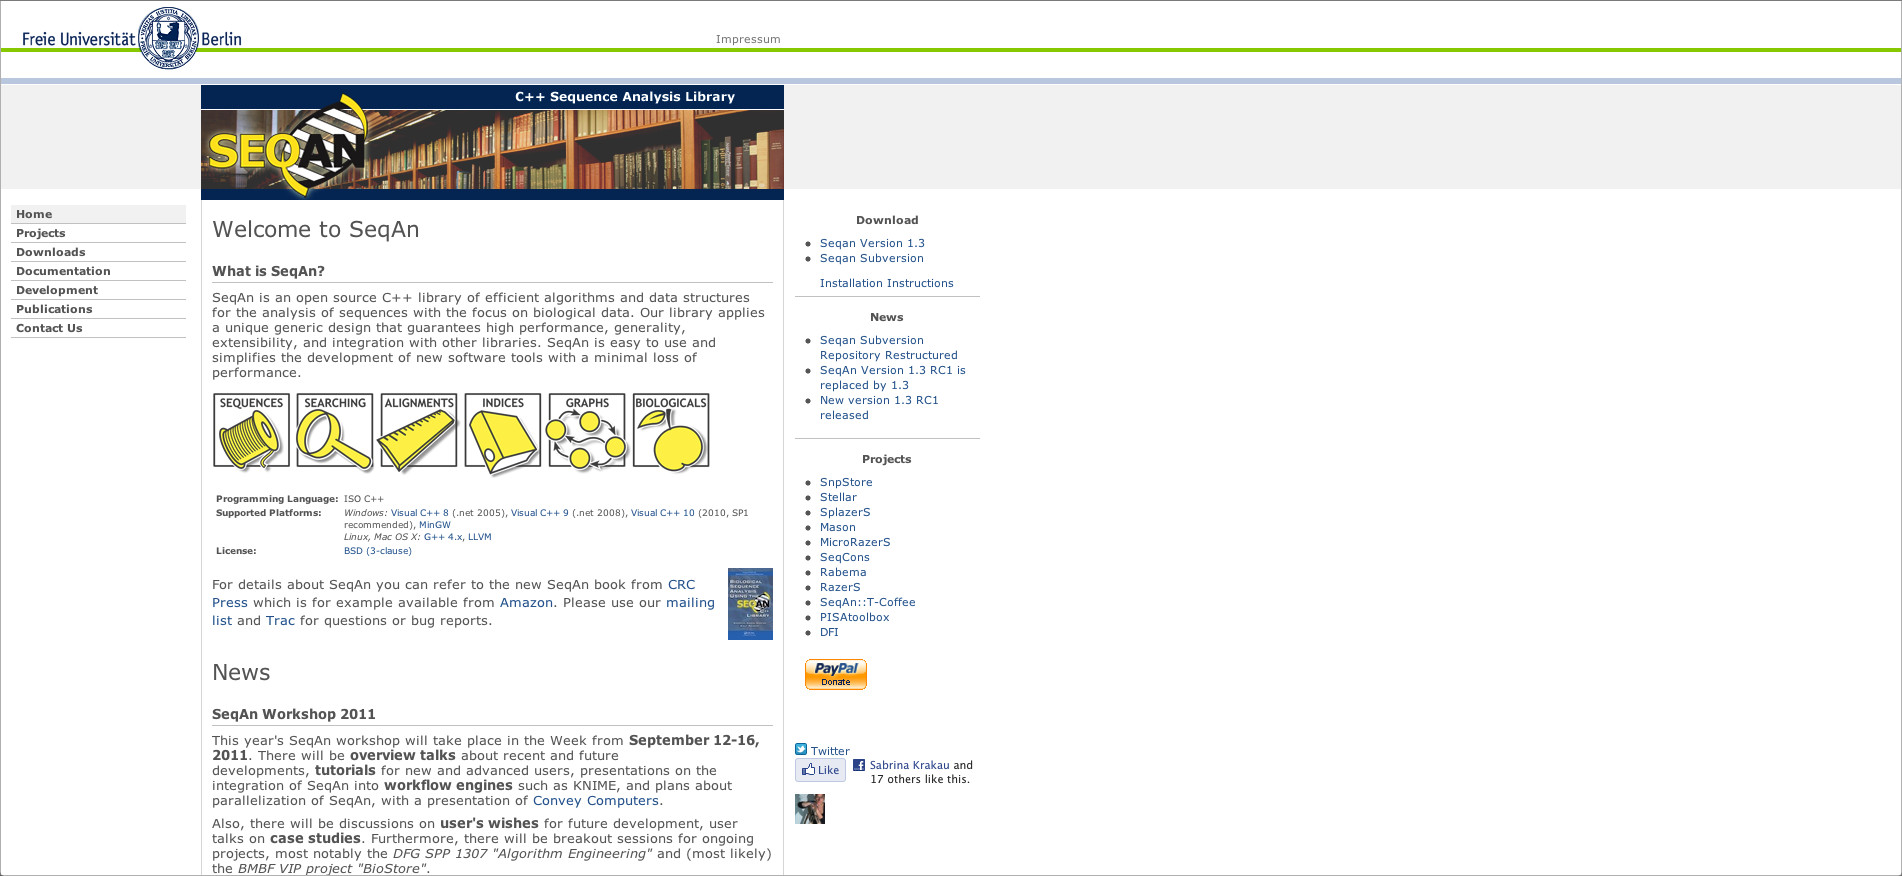 Freie Universität Berlin
Impressum
C++ Sequence Analysis Library
SEQAN
Home
Projects
Downloads
Documentation
Development
Publications
Contact Us
Welcome to SeqAn
What is SeqAn?
SeqAn is an open source C++ library of efficient algorithms and data structures
for the analysis of sequences with the focus on biological data. Our library applies
a unique generic design that guarantees high performance, generality,
extensibility, and integration with other libraries. SeqAn is easy to use and
simplifies the development of new software tools with a minimal loss of
performance.
SEQUENCES SEARCHING ALIGNMENTS INDICES GRAPHS BIOLOGICALS
Programming Language: ISO C++
Supported Platforms: Windows: Visual C++ 8 (.net 2005), Visual C++ 9 (.net 2008), Visual C++ 10 (2010, SP1
recommended), MinGW
Linux, Mac OS X: G++ 4.x, LLVM
License: BSD (3-clause)
For details about SeqAn you can refer to the new SeqAn book from CRC
Press which is for example available from Amazon. Please use our mailing
list and Trac for questions or bug reports.
BIOLOGICAL
SEQUENCE
ANALYSIS
USING THE
SEQAN
C++
LIBRARY
News
SeqAn Workshop 2011
This year's SeqAn workshop will take place in the Week from September 12-16,
2011. There will be overview talks about recent and future
developments, tutorials for new and advanced users, presentations on the
integration of SeqAn into workflow engines such as KNIME, and plans about
parallelization of SeqAn, with a presentation of Convey Computers.
Also, there will be discussions on user's wishes for future development, user
talks on case studies. Furthermore, there will be breakout sessions for ongoing
projects, most notably the DFG SPP 1307 "Algorithm Engineering" and (most likely)
the BMBF VIP project "BioStore".
Download
Seqan Version 1.3
Seqan Subversion
Installation Instructions
News
Seqan Subversion
Repository Restructured
SeqAn Version 1.3 RC1 is
replaced by 1.3
New version 1.3 RC1
released
Projects
SnpStore
Stellar
SplazerS
Mason
MicroRazerS
SeqCons
Rabema
RazerS
SeqAn::T-Coffee
PISAtoolbox
DFI
PayPal
Donate
Twitter
Like
Sabrina Krakau and
17 others like this.